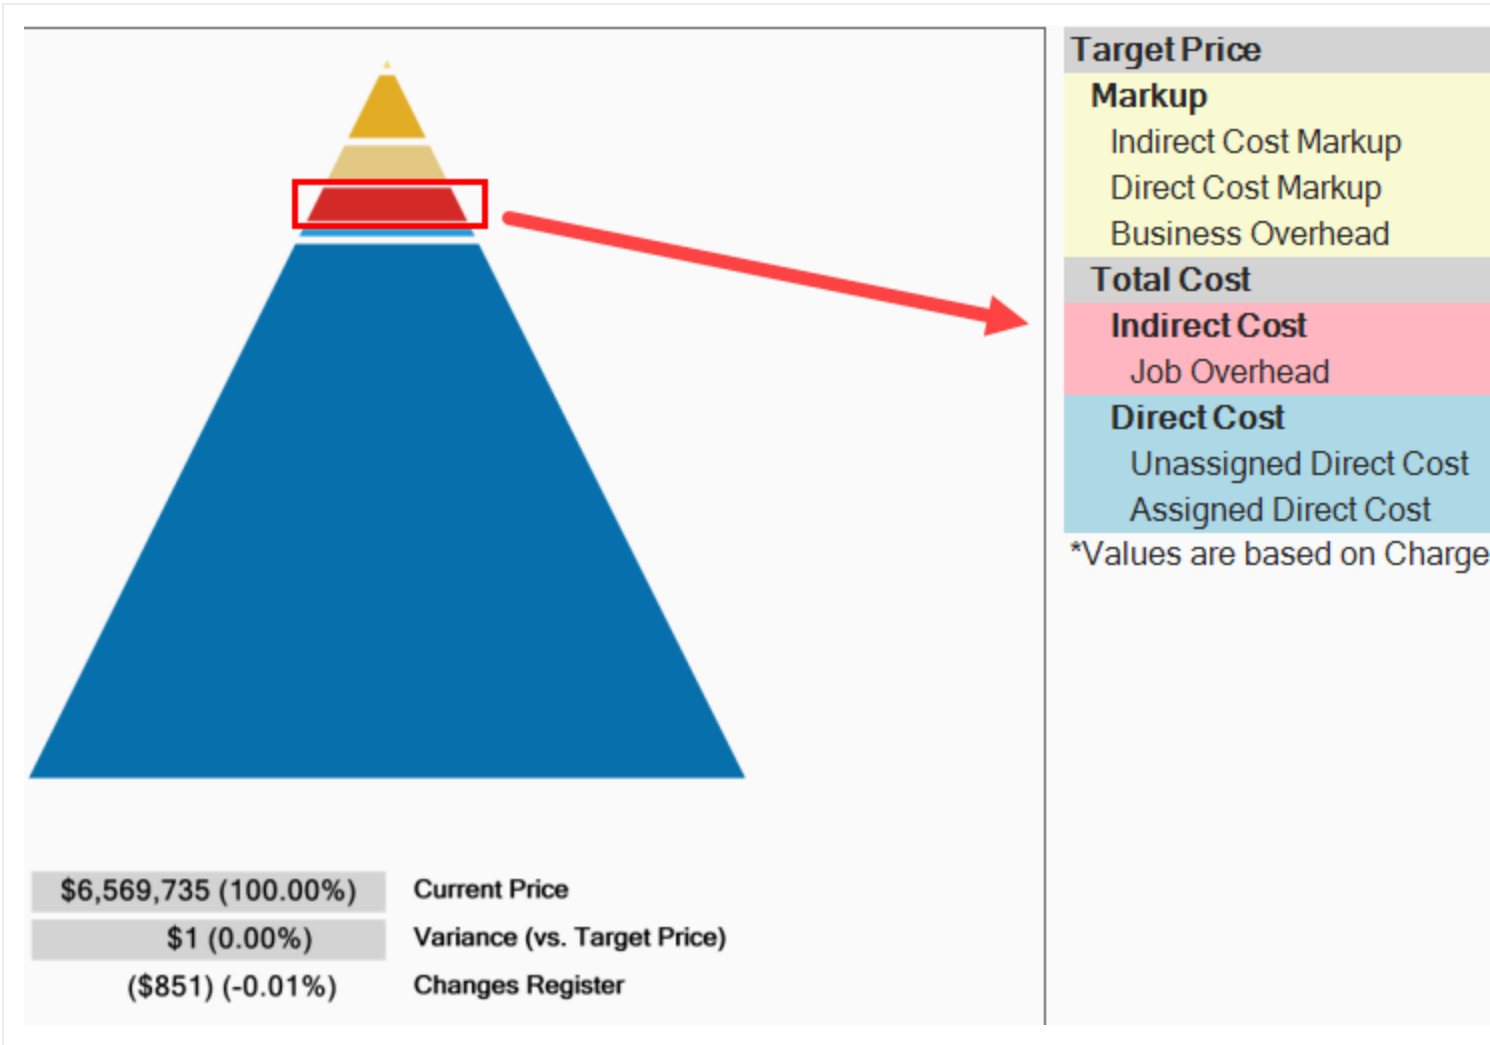 Target Price
Markup
Indirect Cost Markup
Direct Cost Markup
Business Overhead
Total Cost
Indirect Cost
Job Overhead
Direct Cost
Unassigned Direct Cost
Assigned Direct Cost
*Values are based on Charge
$6,569,735 (100.00%) Current Price
$1 (0.00%) Variance (vs. Target Price)
($851) (-0.01%) Changes Register